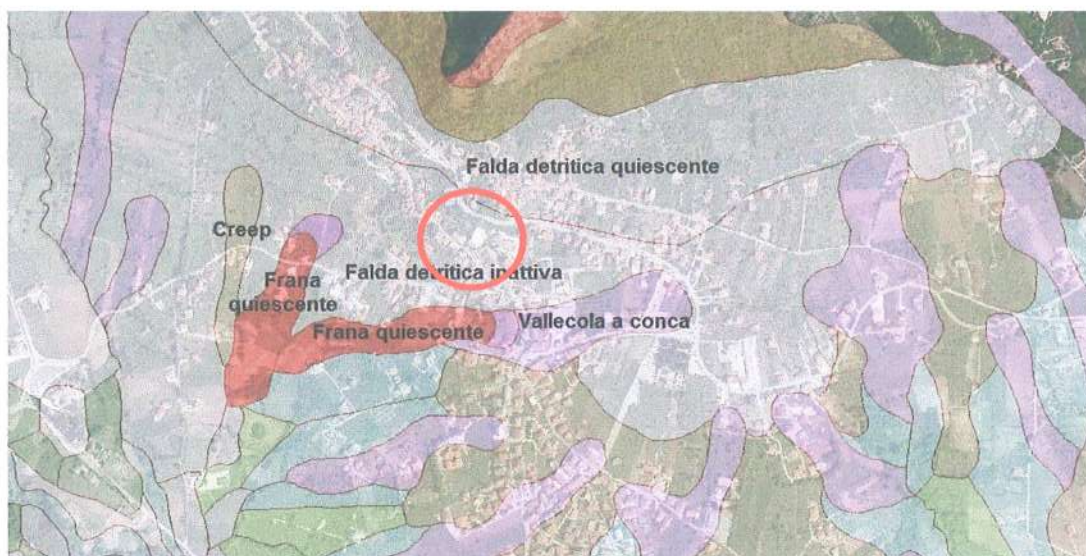 Falda detritica quiescente
Creep
Falda detritica inattiva
Frana
quiescente
Vallecola a conca
Frana quiescente